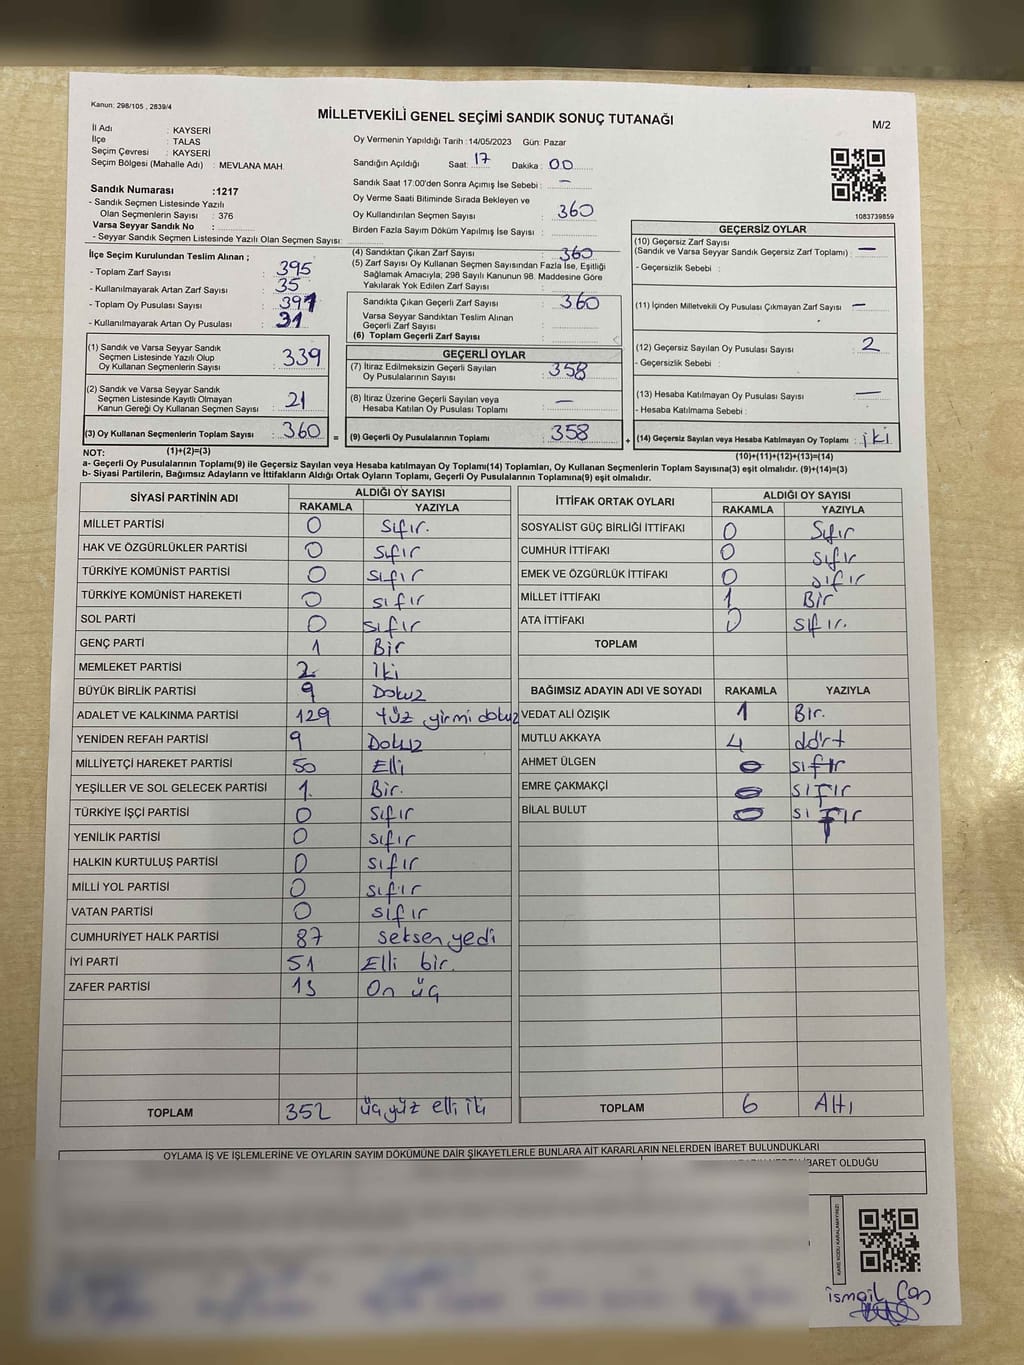 Kanun: 298/105 , 2839/4
MİLLETVEKİLİ GENEL SEÇİMİ SANDIK SONUÇ TUTANAĞI
M/2
İl Adı : KAYSERİ
İlçe : TALAS
Seçim Çevresi : KAYSERİ
Seçim Bölgesi (Mahalle Adı) : MEVLANA MAH.
Sandık Numarası :1217
- Sandık Seçmen Listesinde Yazılı
Olan Seçmenlerin Sayısı : 376
Varsa Seyyar Sandık No :
- Seyyar Sandık Seçmen Listesinde Yazılı Olan Seçmen Sayısı:
İlçe Seçim Kurulundan Teslim Alınan ;
- Toplam Zarf Sayısı : 395
- Kullanılmayarak Artan Zarf Sayısı : 35
- Toplam Oy Pusulası Sayısı : 391
- Kullanılmayarak Artan Oy Pusulası : 31
(1) Sandık ve Varsa Seyyar Sandık
Seçmen Listesinde Yazılı Olup
Oy Kullanan Seçmenlerin Sayısı : 339
(2) Sandık ve Varsa Seyyar Sandık
Seçmen Listesinde Kayıtlı Olmayan
Kanun Gereği Oy Kullanan Seçmen Sayısı : 21
(3) Oy Kullanan Seçmenlerin Toplam Sayısı : 360 =
(1)+(2)=(3)
Oy Vermenin Yapıldığı Tarih :14/05/2023 Gün: Pazar
Sandığın Açıldığı Saat: 17 Dakika : 00
Sandık Saat 17:00'den Sonra Açımış İse Sebebi : –
Oy Verme Saati Bitiminde Sırada Bekleyen ve
Oy Kullandırılan Seçmen Sayısı : 360
Birden Fazla Sayım Döküm Yapılmış İse Sayısı :
(4) Sandıktan Çıkan Zarf Sayısı : 360
(5) Zarf Sayısı Oy Kullanan Seçmen Sayısından Fazla İse, Eşitliği
Sağlamak Amacıyla; 298 Sayılı Kanunun 98. Maddesine Göre
Yakılarak Yok Edilen Zarf Sayısı :
Sandıkta Çıkan Geçerli Zarf Sayısı : 360
Varsa Seyyar Sandıktan Teslim Alınan
Geçerli Zarf Sayısı :
(6) Toplam Geçerli Zarf Sayısı :
GEÇERLİ OYLAR
(7) İtiraz Edilmeksizin Geçerli Sayılan
Oy Pusulalarının Sayısı : 358
(8) İtiraz Üzerine Geçerli Sayılan veya
Hesaba Katılan Oy Pusulası Toplamı : –
(9) Geçerli Oy Pusulalarının Toplamı : 358 +
1083739859
GEÇERSİZ OYLAR
(10) Geçersiz Zarf Sayısı
(Sandık ve Varsa Seyyar Sandık Geçersiz Zarf Toplamı) : –
- Geçersizlik Sebebi :
(11) İçinden Milletvekili Oy Pusulası Çıkmayan Zarf Sayısı : –
(12) Geçersiz Sayılan Oy Pusulası Sayısı : 2
- Geçersizlik Sebebi :
(13) Hesaba Katılmayan Oy Pusulası Sayısı : –
- Hesaba Katılmama Sebebi :
(14) Geçersiz Sayılan veya Hesaba Katılmayan Oy Toplamı : iki
(10)+(11)+(12)+(13)=(14)
NOT:
a- Geçerli Oy Pusulalarının Toplamı(9) ile Geçersiz Sayılan veya Hesaba katılmayan Oy Toplamı(14) Toplamları, Oy Kullanan Seçmenlerin Toplam Sayısına(3) eşit olmalıdır. (9)+(14)=(3)
b- Siyasi Partilerin, Bağımsız Adayların ve İttifakların Aldığı Ortak Oyların Toplamı, Geçerli Oy Pusulalarının Toplamına(9) eşit olmalıdır.
SİYASİ PARTİNİN ADI ALDIĞI OY SAYISI
RAKAMLA YAZIYLA
MİLLET PARTİSİ 0 Sıfır.
HAK VE ÖZGÜRLÜKLER PARTİSİ 0 Sıfır
TÜRKİYE KOMÜNİST PARTİSİ 0 sıfır
TÜRKİYE KOMÜNİST HAREKETİ 0 sıfır
SOL PARTİ 0 sıfır
GENÇ PARTİ 1 Bir
MEMLEKET PARTİSİ 2 İki
BÜYÜK BİRLİK PARTİSİ 9 Dokuz
ADALET VE KALKINMA PARTİSİ 129 Yüz yirmi dokuz
YENİDEN REFAH PARTİSİ 9 Dokuz
MİLLİYETÇİ HAREKET PARTİSİ 50 Elli
YEŞİLLER VE SOL GELECEK PARTİSİ 1. Bir.
TÜRKİYE İŞÇİ PARTİSİ 0 Sıfır
YENİLİK PARTİSİ 0 sıfır
HALKIN KURTULUŞ PARTİSİ 0 sıfır
MİLLİ YOL PARTİSİ 0 sıfır
VATAN PARTİSİ 0 sıfır
CUMHURİYET HALK PARTİSİ 87 seksen yedi
İYİ PARTİ 51 Elli bir.
ZAFER PARTİSİ 13 On üç
TOPLAM 352 üç yüz elli iki
İTTİFAK ORTAK OYLARI ALDIĞI OY SAYISI
RAKAMLA YAZIYLA
SOSYALİST GÜÇ BİRLİĞİ İTTİFAKI 0 Sıfır
CUMHUR İTTİFAKI 0 sıfır
EMEK VE ÖZGÜRLÜK İTTİFAKI 0 sıfır
MİLLET İTTİFAKI 1 Bir
ATA İTTİFAKI 0 sıfır.
TOPLAM
BAĞIMSIZ ADAYIN ADI VE SOYADI RAKAMLA YAZIYLA
VEDAT ALİ ÖZIŞIK 1 Bir.
MUTLU AKKAYA 4 dört
AHMET ÜLGEN 0 sıfır
EMRE ÇAKMAKÇİ 0 sıfır
BİLAL BULUT 0 sıfır
TOPLAM 6 Altı
OYLAMA İŞ VE İŞLEMLERİNE VE OYLARIN SAYIM DÖKÜMÜNE DAİR ŞİKAYETLERLE BUNLARA AİT KARARLARIN NELERDEN İBARET BULUNDUKLARI
İBARET OLDUĞU
KARE KODU KARALAMAYINIZ!
ismail